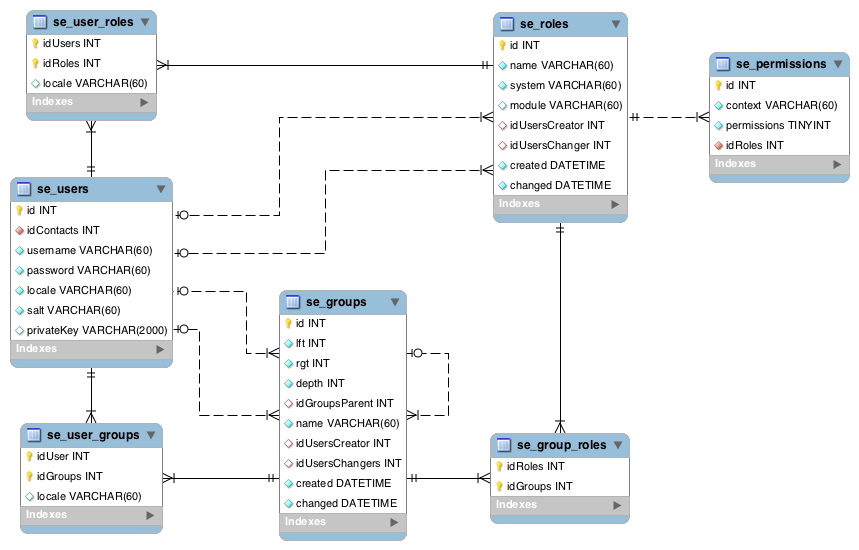 se_user_roles
idUsers INT
idRoles INT
locale VARCHAR(60)
Indexes
se_roles
id INT
name VARCHAR(60)
system VARCHAR(60)
module VARCHAR(60)
idUsersCreator INT
idUsersChanger INT
created DATETIME
changed DATETIME
Indexes
se_permissions
id INT
context VARCHAR(60)
permissions TINYINT
idRoles INT
Indexes
se_users
id INT
idContacts INT
username VARCHAR(60)
password VARCHAR(60)
locale VARCHAR(60)
salt VARCHAR(60)
privateKey VARCHAR(2000)
Indexes
se_groups
id INT
lft INT
rgt INT
depth INT
idGroupsParent INT
name VARCHAR(60)
idUsersCreator INT
idUsersChangers INT
created DATETIME
changed DATETIME
Indexes
se_user_groups
idUser INT
idGroups INT
locale VARCHAR(60)
Indexes
se_group_roles
idRoles INT
idGroups INT
Indexes